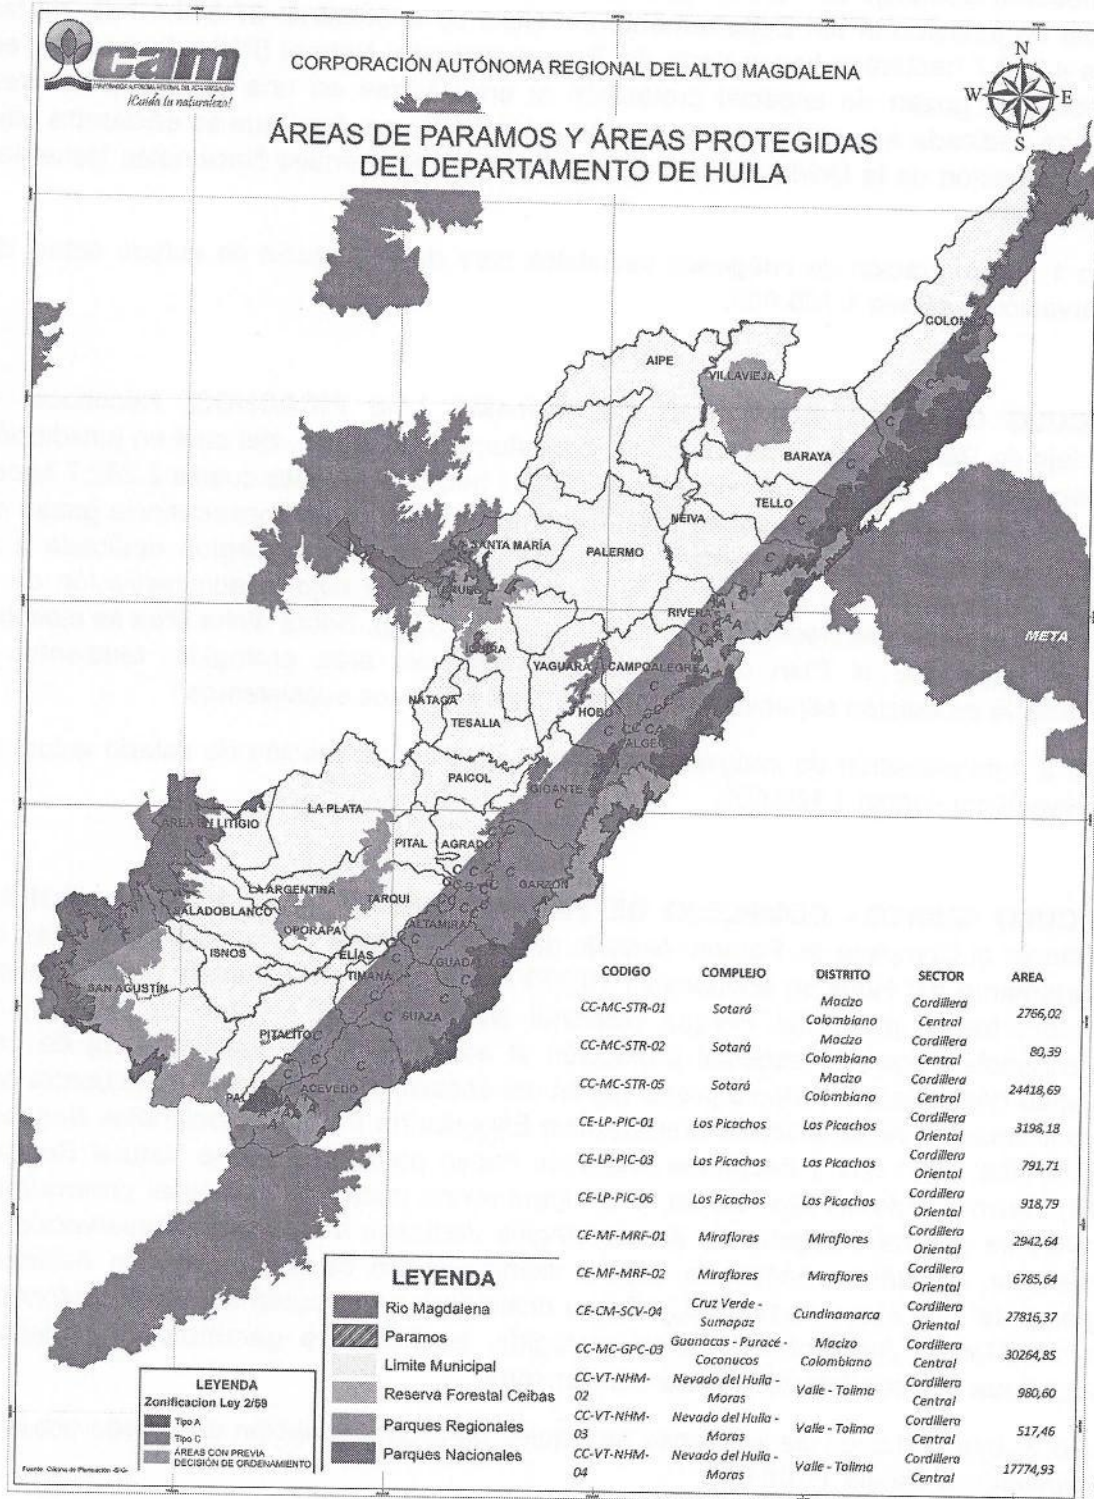 cam
CORPORACIÓN AUTÓNOMA REGIONAL DEL ALTO MAGDALENA
¡Cuida la naturaleza!
CORPORACIÓN AUTÓNOMA REGIONAL DEL ALTO MAGDALENA
N
W E
S
ÁREAS DE PARAMOS Y ÁREAS PROTEGIDAS
DEL DEPARTAMENTO DE HUILA
COLOMBIA
AIPE
VILLAVIEJA
BARAYA
TELLO
NEIVA
SANTA MARÍA
PALERMO
TERUEL
RIVERA
META
IQUIRA
YAGUARÁ
CAMPOALEGRE
NÁTAGA
HOBO
TESALIA
ALGECIRAS
PAICOL
GIGANTE
LA PLATA
ÁREA EN LITIGIO
PITAL
AGRADO
GARZÓN
LA ARGENTINA
TARQUI
SALADOBLANCO
OPORAPA
ALTAMIRA
ISNOS
ELÍAS
GUADALUPE
TIMANÁ
SAN AGUSTÍN
SUAZA
PITALITO
ACEVEDO
PALESTINA
CODIGO COMPLEJO DISTRITO SECTOR AREA
CC-MC-STR-01 Sotará Macizo Colombiano Cordillera Central 2766,02
CC-MC-STR-02 Sotará Macizo Colombiano Cordillera Central 80,39
CC-MC-STR-05 Sotará Macizo Colombiano Cordillera Central 24418,69
CE-LP-PIC-01 Los Picachos Los Picachos Cordillera Oriental 3198,18
CE-LP-PIC-03 Los Picachos Los Picachos Cordillera Oriental 791,71
CE-LP-PIC-06 Los Picachos Los Picachos Cordillera Oriental 918,79
CE-MF-MRF-01 Miraflores Miraflores Cordillera Oriental 2942,64
CE-MF-MRF-02 Miraflores Miraflores Cordillera Oriental 6785,64
CE-CM-SCV-04 Cruz Verde - Sumapaz Cundinamarca Cordillera Oriental 27816,37
CC-MC-GPC-03 Guanacas - Puracé - Coconucos Macizo Colombiano Cordillera Central 30264,85
CC-VT-NHM-02 Nevado del Huila - Moras Valle - Tolima Cordillera Central 980,60
CC-VT-NHM-03 Nevado del Huila - Moras Valle - Tolima Cordillera Central 517,46
CC-VT-NHM-04 Nevado del Huila - Moras Valle - Tolima Cordillera Central 17774,93
LEYENDA
Rio Magdalena
Paramos
Limite Municipal
Reserva Forestal Ceibas
Parques Regionales
Parques Nacionales
LEYENDA
Zonificacion Ley 2/59
Tipo A
Tipo C
ÁREAS CON PREVIA
DECISIÓN DE ORDENAMIENTO
Fuente: Oficina de Planeación -SIG-